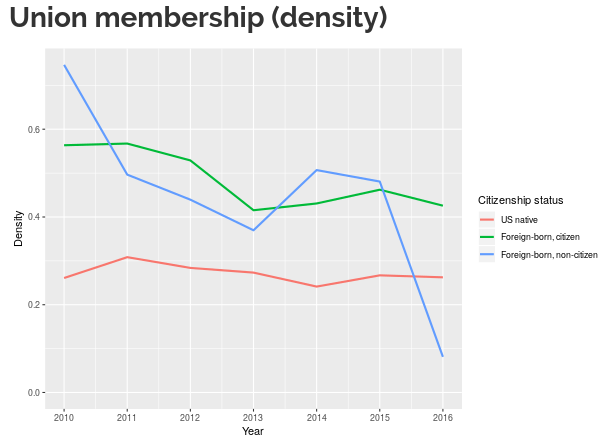 Union membership (density)
Density
0.6
0.4
0.2
0.0
2010 2011 2012 2013 2014 2015 2016
Year
Citizenship status
US native
Foreign-born, citizen
Foreign-born, non-citizen